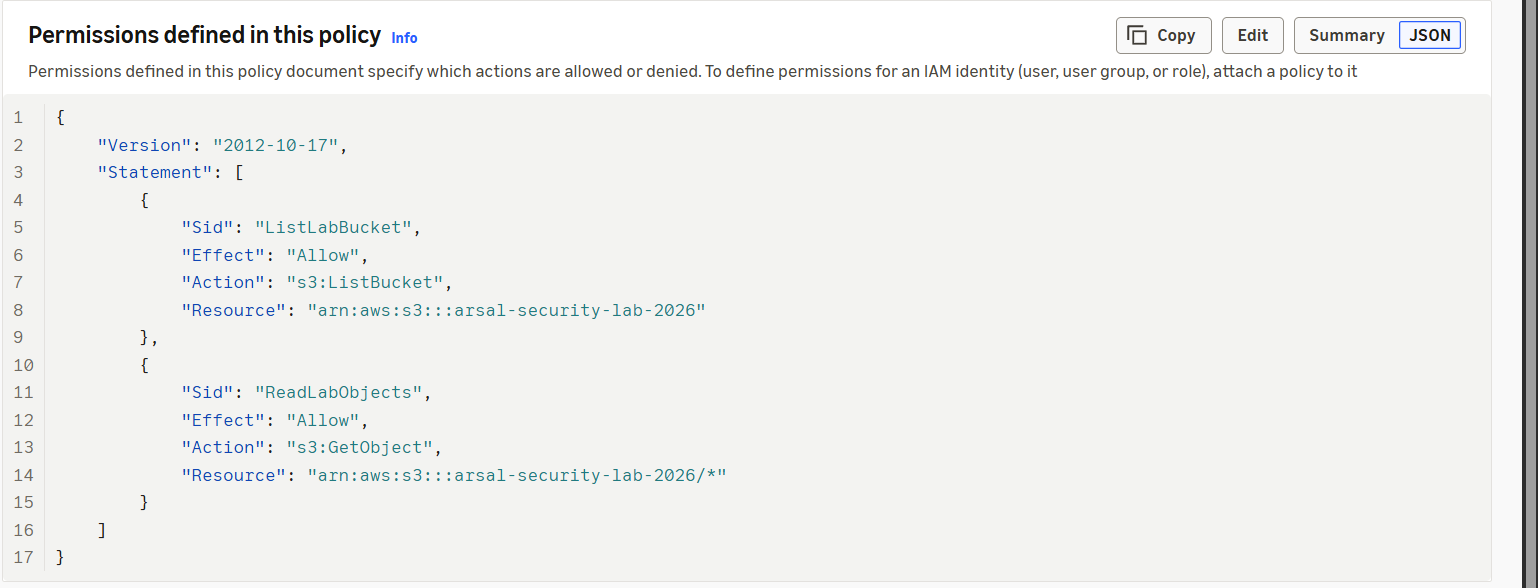 Permissions defined in this policy Info
Copy
Edit
Summary
JSON
Permissions defined in this policy document specify which actions are allowed or denied. To define permissions for an IAM identity (user, user group, or role), attach a policy to it
1 {
2     "Version": "2012-10-17",
3     "Statement": [
4         {
5             "Sid": "ListLabBucket",
6             "Effect": "Allow",
7             "Action": "s3:ListBucket",
8             "Resource": "arn:aws:s3:::arsal-security-lab-2026"
9         },
10         {
11             "Sid": "ReadLabObjects",
12             "Effect": "Allow",
13             "Action": "s3:GetObject",
14             "Resource": "arn:aws:s3:::arsal-security-lab-2026/*"
15         }
16     ]
17 }